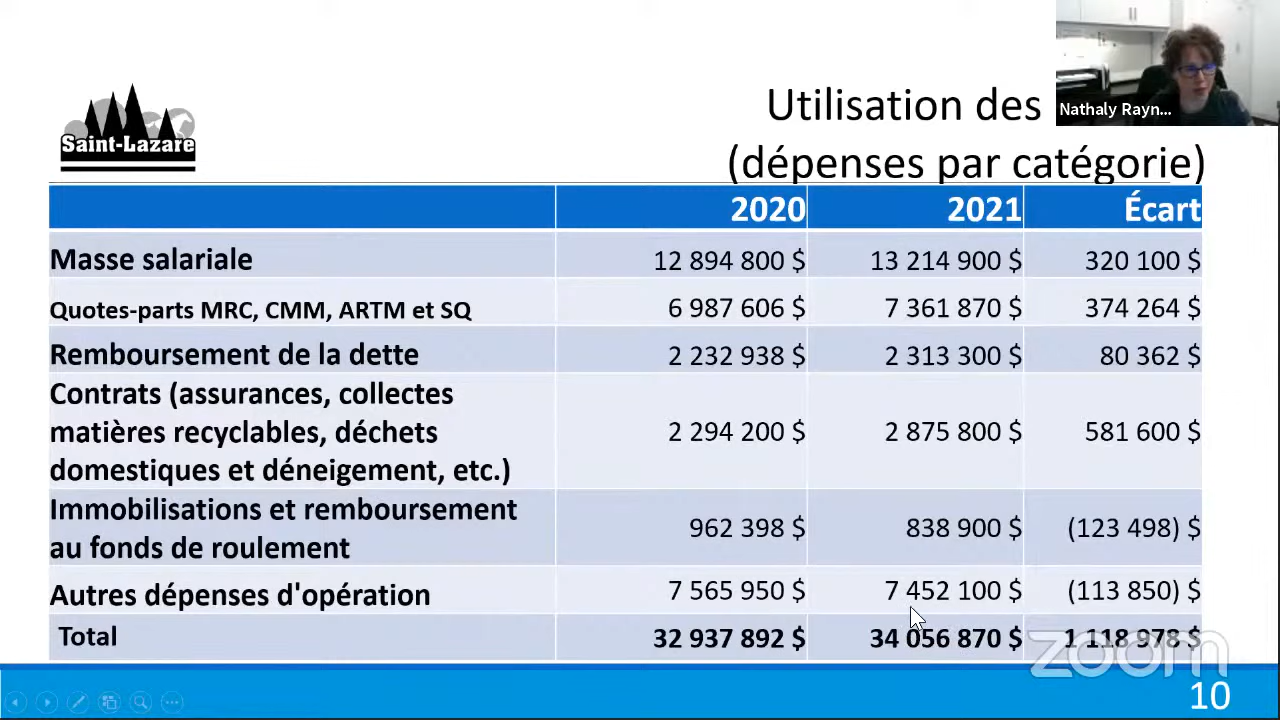 Nathaly Rayn...
Saint-Lazare
Utilisation des
(dépenses par catégorie)
2020 2021 Écart
Masse salariale 12 894 800 $ 13 214 900 $ 320 100 $
Quotes-parts MRC, CMM, ARTM et SQ 6 987 606 $ 7 361 870 $ 374 264 $
Remboursement de la dette 2 232 938 $ 2 313 300 $ 80 362 $
Contrats (assurances, collectes
matières recyclables, déchets 2 294 200 $ 2 875 800 $ 581 600 $
domestiques et déneigement, etc.)
Immobilisations et remboursement
au fonds de roulement 962 398 $ 838 900 $ (123 498) $
Autres dépenses d'opération 7 565 950 $ 7 452 100 $ (113 850) $
Total 32 937 892 $ 34 056 870 $ 1 118 978 $
zoom
10